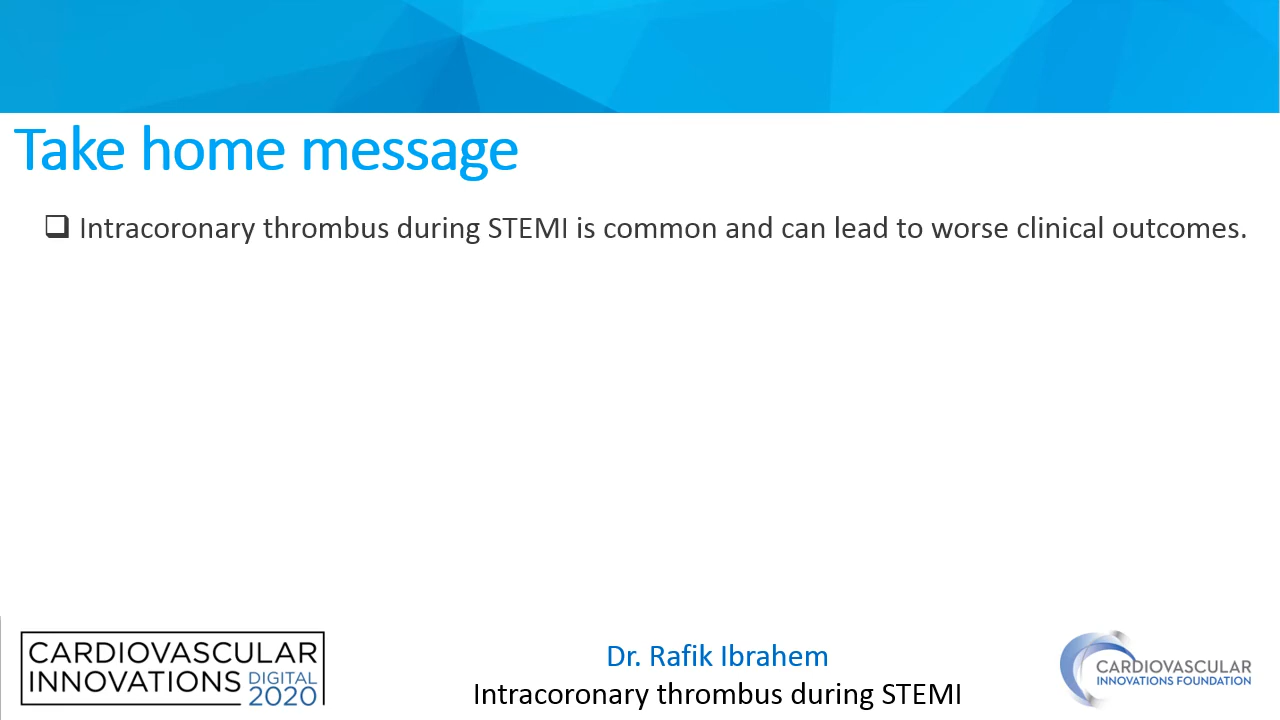 Take home message
❑ Intracoronary thrombus during STEMI is common and can lead to worse clinical outcomes.
CARDIOVASCULAR
INNOVATIONS DIGITAL
2020
Dr. Rafik Ibrahem
Intracoronary thrombus during STEMI
CARDIOVASCULAR
INNOVATIONS FOUNDATION